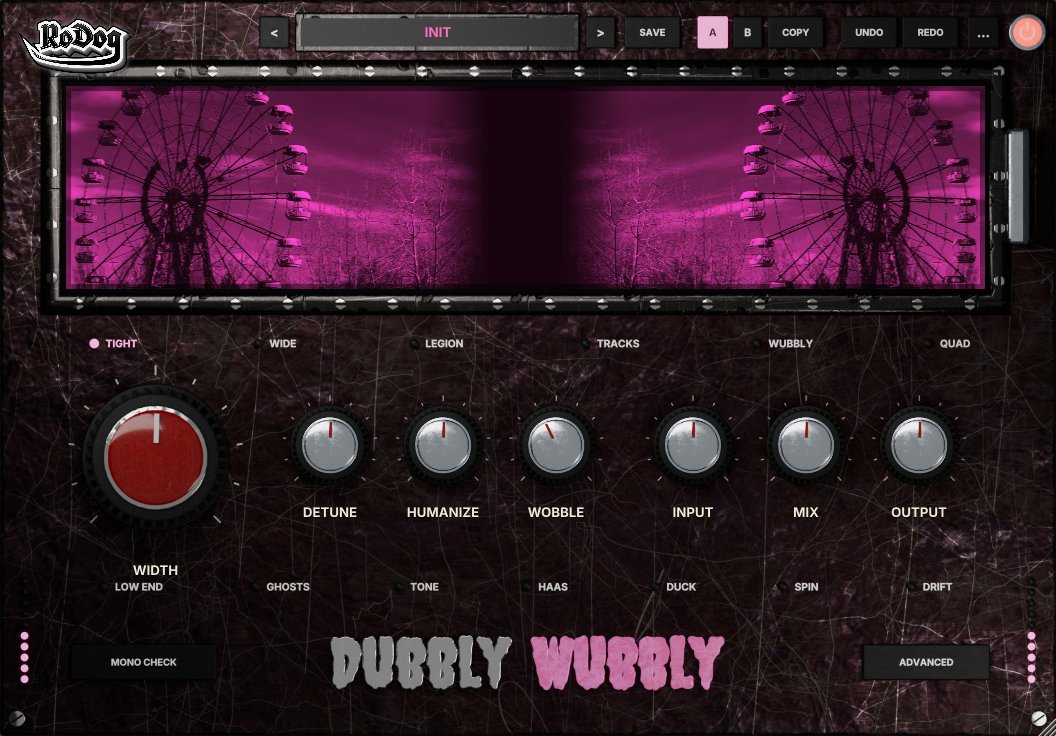 RoDog
< INIT > SAVE A B COPY UNDO REDO ...
TIGHT WIDE LEGION TRACKS WUBBLY QUAD
DETUNE HUMANIZE WOBBLE INPUT MIX OUTPUT
WIDTH
LOW END GHOSTS TONE HAAS DUCK SPIN DRIFT
MONO CHECK DUBBLY WUBBLY ADVANCED